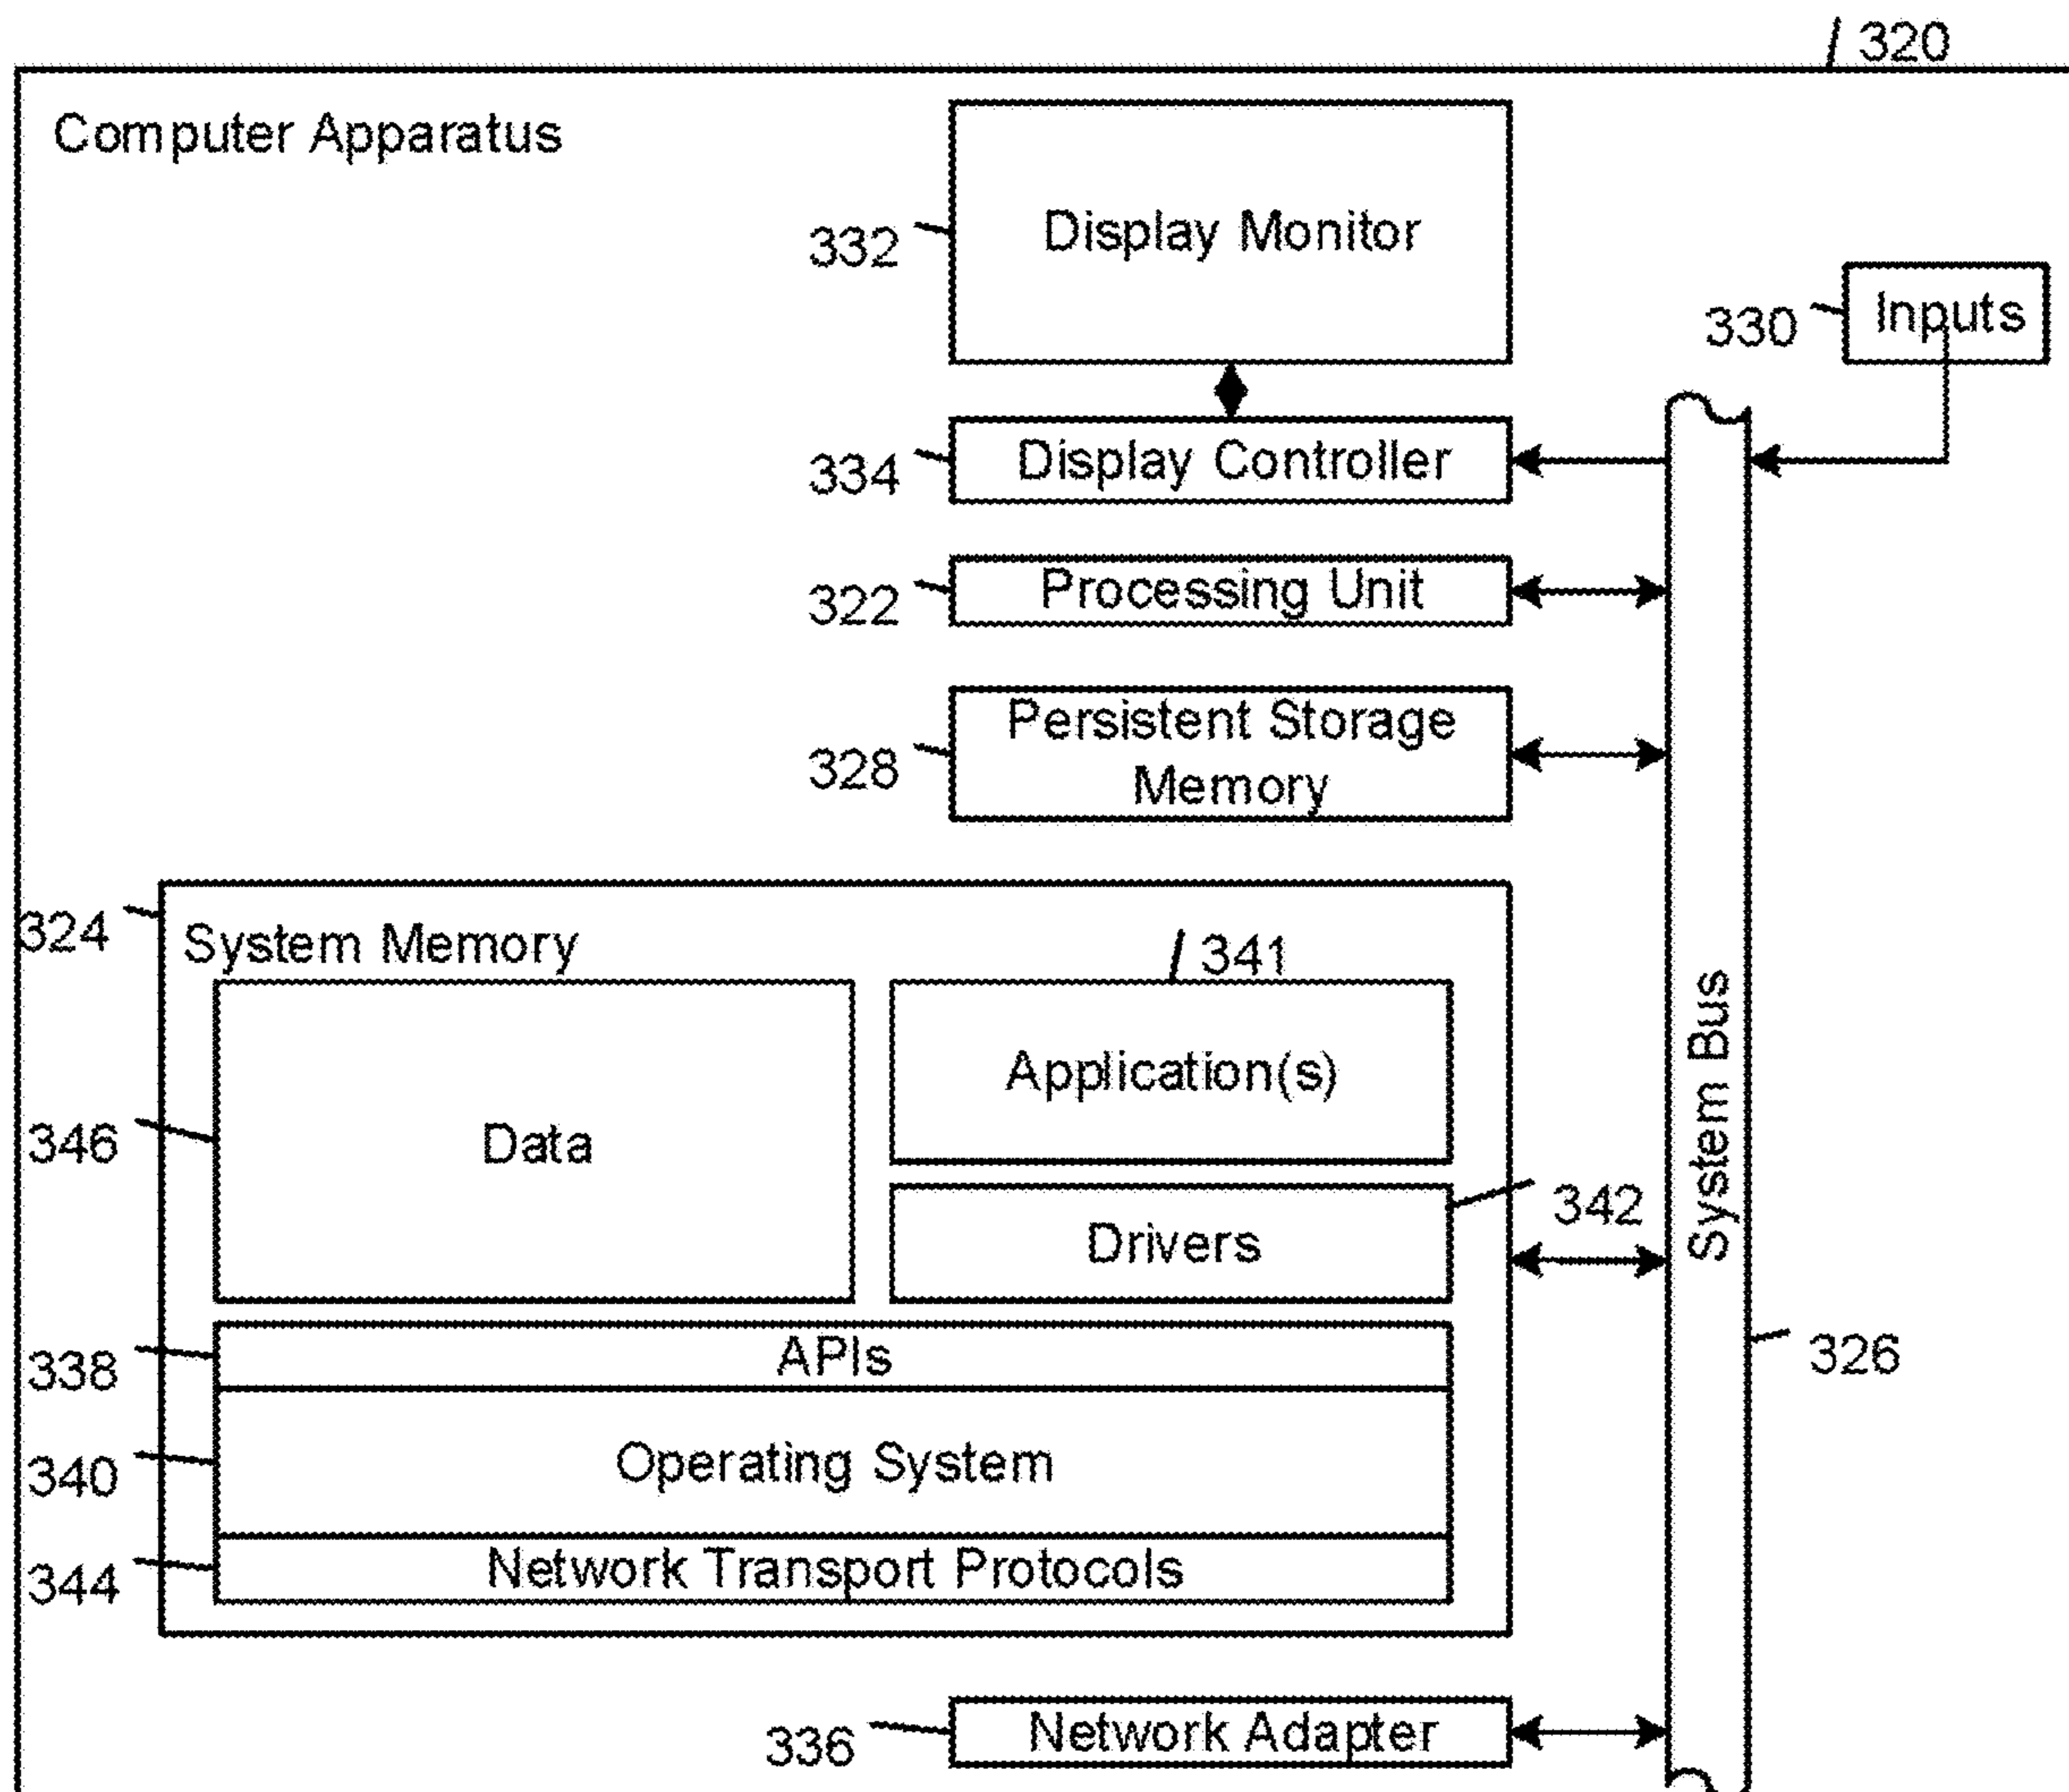 320
Computer Apparatus
Display Monitor
332
Inputs
330
Display Controller
334
Processing Unit
322
Persistent Storage
Memory
328
324
System Memory
341
Application(s)
Data
346
Drivers
342
System Bus
326
APIs
338
Operating System
340
Network Transport Protocols
344
Network Adapter
336